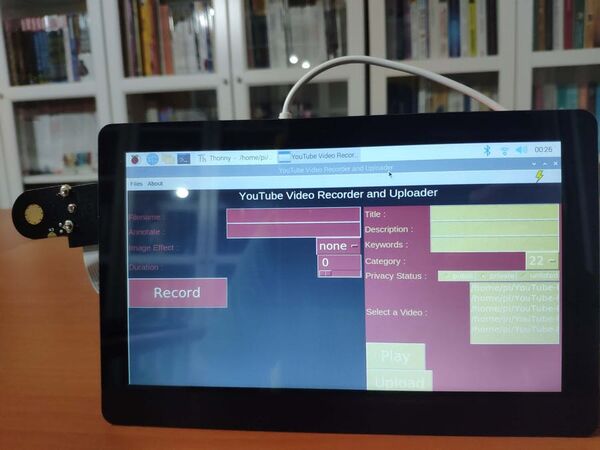 Thonny - /home/pi/...
YouTube Video Recor...
00:26
YouTube Video Recorder and Uploader
Files About
YouTube Video Recorder and Uploader
Filename :
Annotate :
Image Effect :
none
Duration :
0
Record
Title :
Description :
Keywords :
Category :
22
Privacy Status :
public
private
unlisted
Select a Video :
/home/pi/YouTube-
/home/pi/YouTube-
/home/pi/YouTube-
/home/pi/YouTube-
/home/pi/YouTube-
Play
Upload